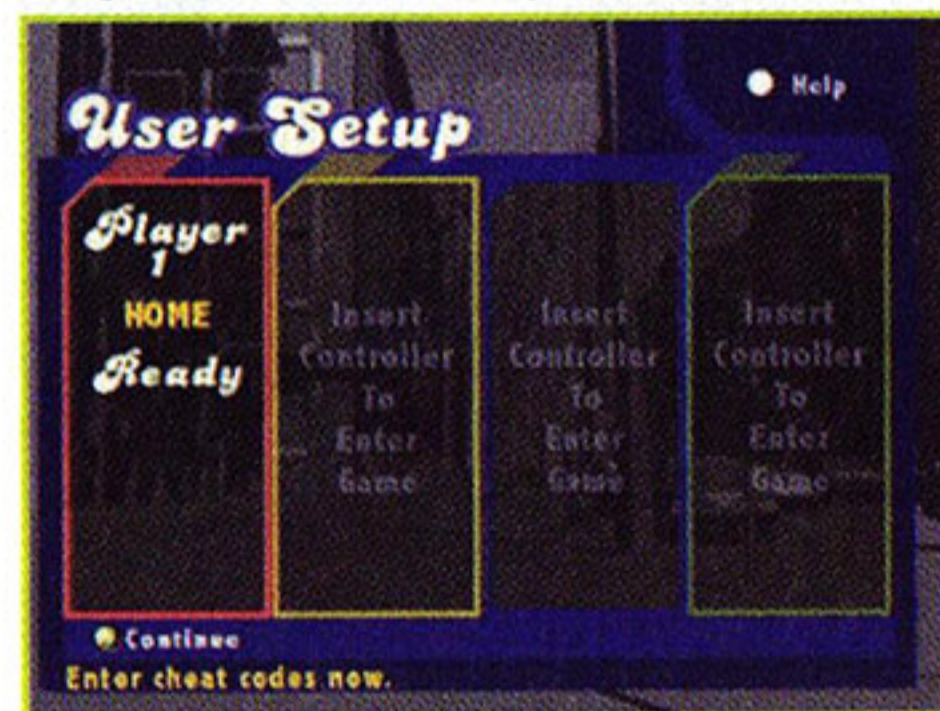 Help
User Setup
Player
1
HOME
Ready
Insert
Controller
To
Enter
Game
Insert
Controller
To
Enter
Game
Insert
Controller
To
Enter
Game
Continue
Enter cheat codes now.